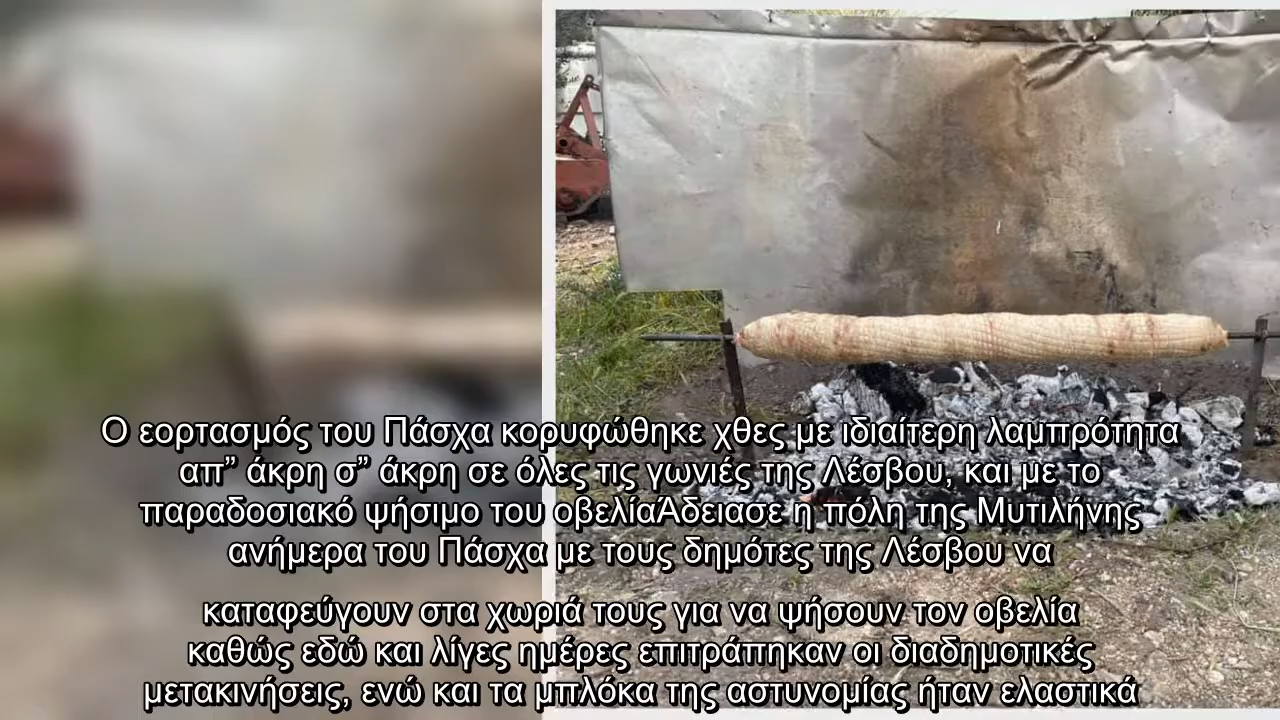 Ο εορτασμός του Πάσχα κορυφώθηκε χθες με ιδιαίτερη λαμπρότητα
απ” άκρη σ” άκρη σε όλες τις γωνιές της Λέσβου, και με το
παραδοσιακό ψήσιμο του οβελίαΆδειασε η πόλη της Μυτιλήνης
ανήμερα του Πάσχα με τους δημότες της Λέσβου να
καταφεύγουν στα χωριά τους για να ψήσουν τον οβελία
καθώς εδώ και λίγες ημέρες επιτράπηκαν οι διαδημοτικές
μετακινήσεις, ενώ και τα μπλόκα της αστυνομίας ήταν ελαστικά